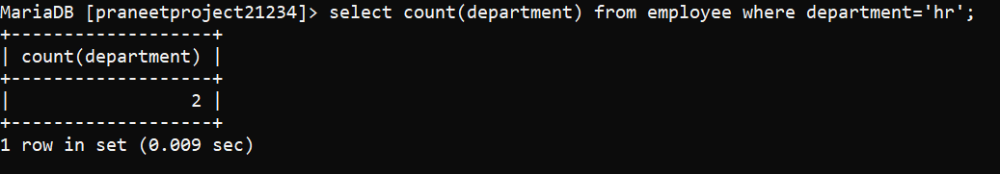 MariaDB [praneetproject21234]> select count(department) from employee where department='hr';
+-------------------+
| count(department) |
+-------------------+
|                 2 |
+-------------------+
1 row in set (0.009 sec)